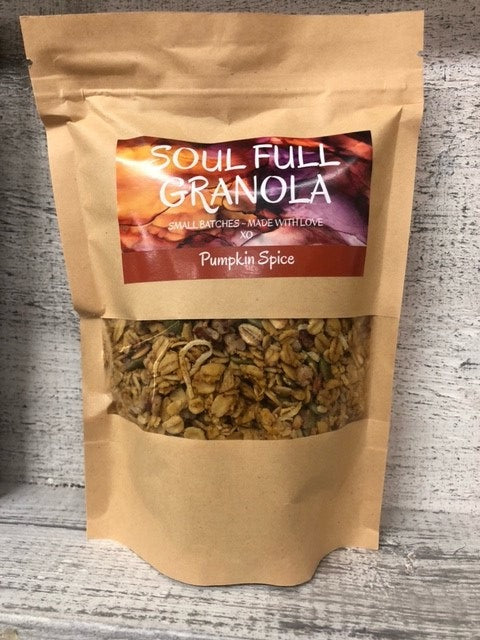 SOUL FULL
GRANOLA
SMALL BATCHES ~ MADE WITH LOVE
XO
Pumpkin Spice